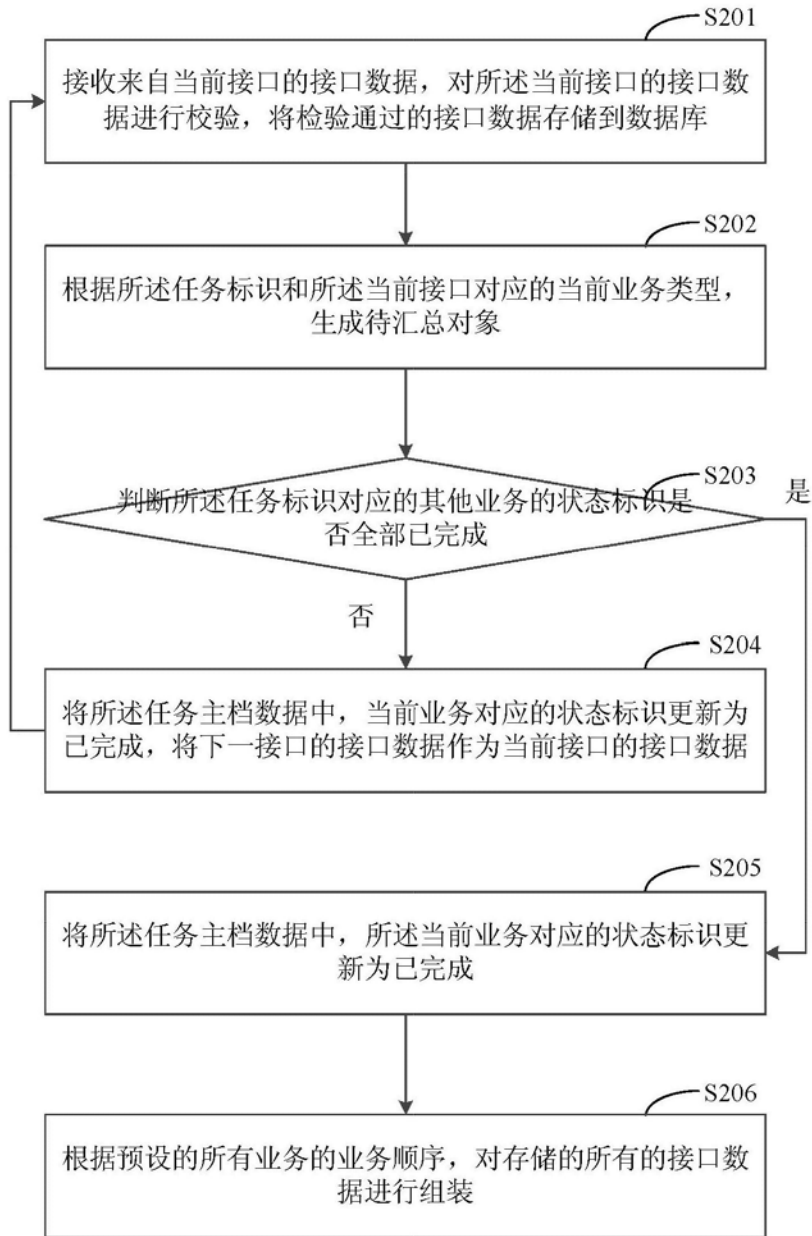 S201
接收来自当前接口的接口数据，对所述当前接口的接口数
据进行校验，将检验通过的接口数据存储到数据库
S202
根据所述任务标识和所述当前接口对应的当前业务类型，
生成待汇总对象
S203
判断所述任务标识对应的其他业务的状态标识是
否全部已完成
是
否
S204
将所述任务主档数据中，当前业务对应的状态标识更新为
已完成，将下一接口的接口数据作为当前接口的接口数据
S205
将所述任务主档数据中，所述当前业务对应的状态标识更
新为已完成
S206
根据预设的所有业务的业务顺序，对存储的所有的接口数
据进行组装